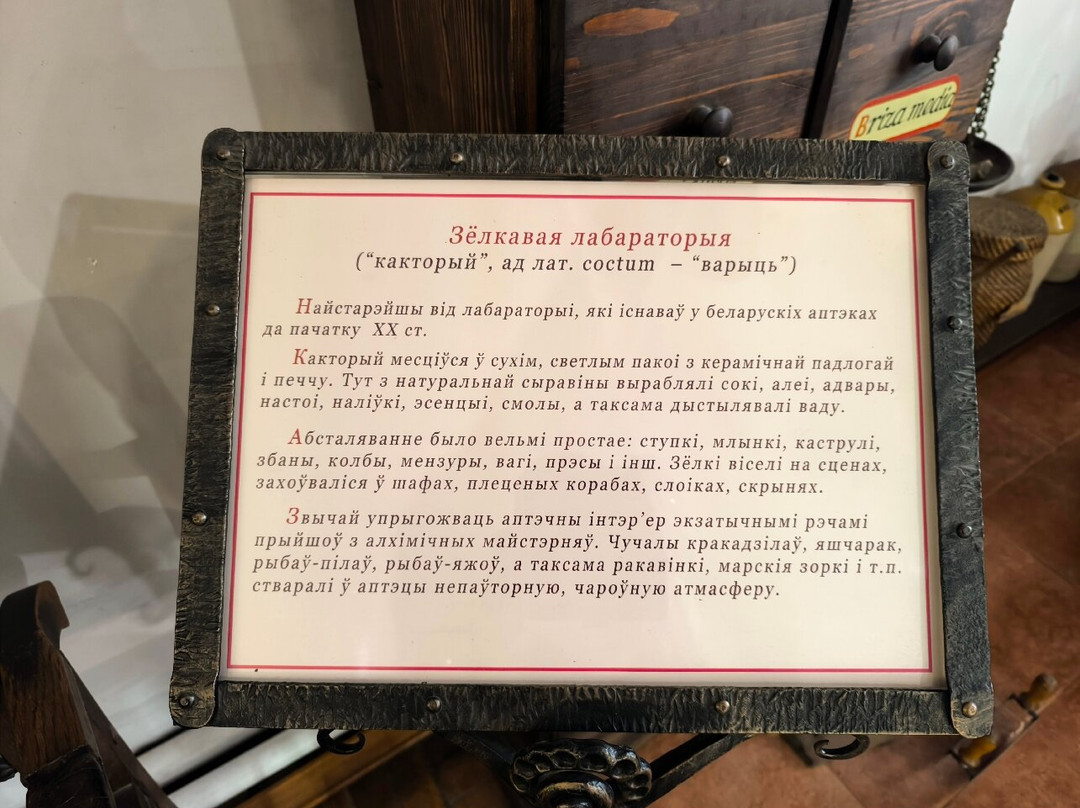 Briza media
Зёлкавая лабараторыя
(“какторый”, ад лат. coctum – “варыць”)
Найстарэйшы від лабараторыі, які існаваў у беларускіх аптэках
да пачатку XX ст.
Какторый месціўся ў сухім, светлым пакоі з керамічнай падлогай
і печчу. Тут з натуральнай сыравіны выраблялі сокі, алеі, адвары,
настоі, наліўкі, эсенцыі, смолы, а таксама дыстылявалі ваду.
Абсталяванне было вельмі простае: ступкі, млынкі, каструлі,
збаны, колбы, мензуры, вагі, прэсы і інш. Зёлкі віселі на сценах,
захоўваліся ў шафах, плеценых корабах, слоіках, скрынях.
Звычай упрыгожваць аптэчны інтэр’ер экзатычнымі рэчамі
прыйшоў з алхімічных майстэрняў. Чучалы кракадзілаў, яшчарак,
рыбаў-пілаў, рыбаў-яжоў, а таксама ракавінкі, марскія зоркі і т.п.
стваралі ў аптэцы непаўторную, чароўную атмасферу.